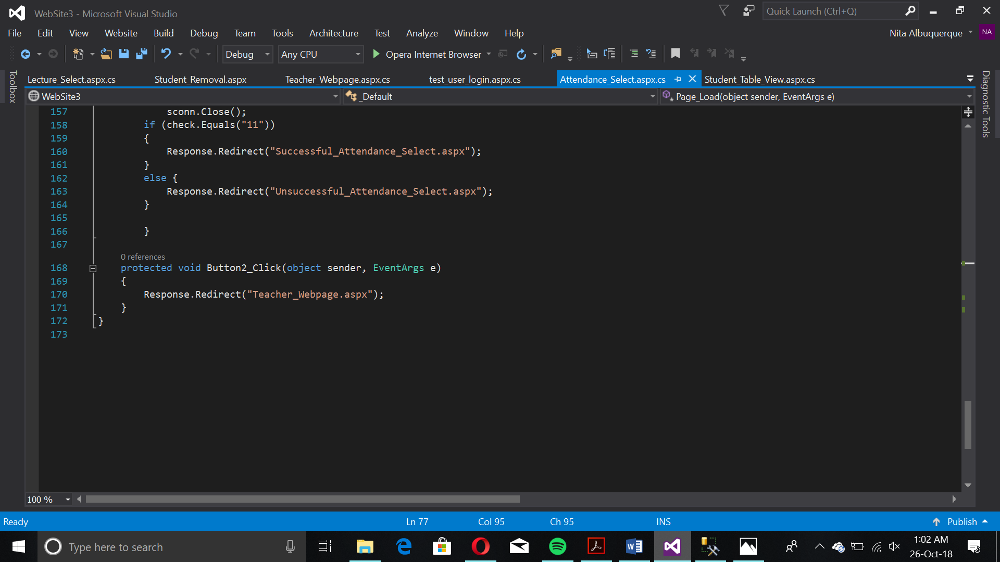 WebSite3 - Microsoft Visual Studio
Quick Launch (Ctrl+Q)
File Edit View Website Build Debug Team Tools Architecture Test Analyze Window Help
Nita Albuquerque NA
Debug Any CPU Opera Internet Browser
Toolbox
Lecture_Select.aspx.cs Student_Removal.aspx Teacher_Webpage.aspx.cs test_user_login.aspx.cs Attendance_Select.aspx.cs Student_Table_View.aspx.cs
Diagnostic Tools
WebSite3 _Default Page_Load(object sender, EventArgs e)
157 sconn.Close();
158 if (check.Equals("11"))
159 {
160 Response.Redirect("Successful_Attendance_Select.aspx");
161 }
162 else {
163 Response.Redirect("Unsuccessful_Attendance_Select.aspx");
164 }
165
166 }
167
0 references
168 protected void Button2_Click(object sender, EventArgs e)
169 {
170 Response.Redirect("Teacher_Webpage.aspx");
171 }
172 }
173
100 %
Ready Ln 77 Col 95 Ch 95 INS Publish
Type here to search
1:02 AM
26-Oct-18